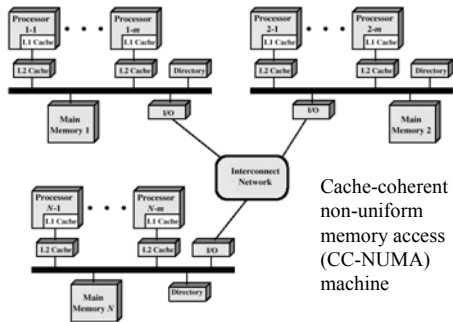 Processor
1-1
L1 Cache
Processor
1-m
L1 Cache
L2 Cache
L2 Cache
Directory
Main
Memory 1
I/O
Processor
2-1
L1 Cache
Processor
2-m
L1 Cache
L2 Cache
L2 Cache
Directory
I/O
Main
Memory 2
Interconnect
Network
Processor
N-1
L1 Cache
Processor
N-m
L1 Cache
L2 Cache
L2 Cache
I/O
Main
Memory N
Directory
Cache-coherent
non-uniform
memory access
(CC-NUMA)
machine